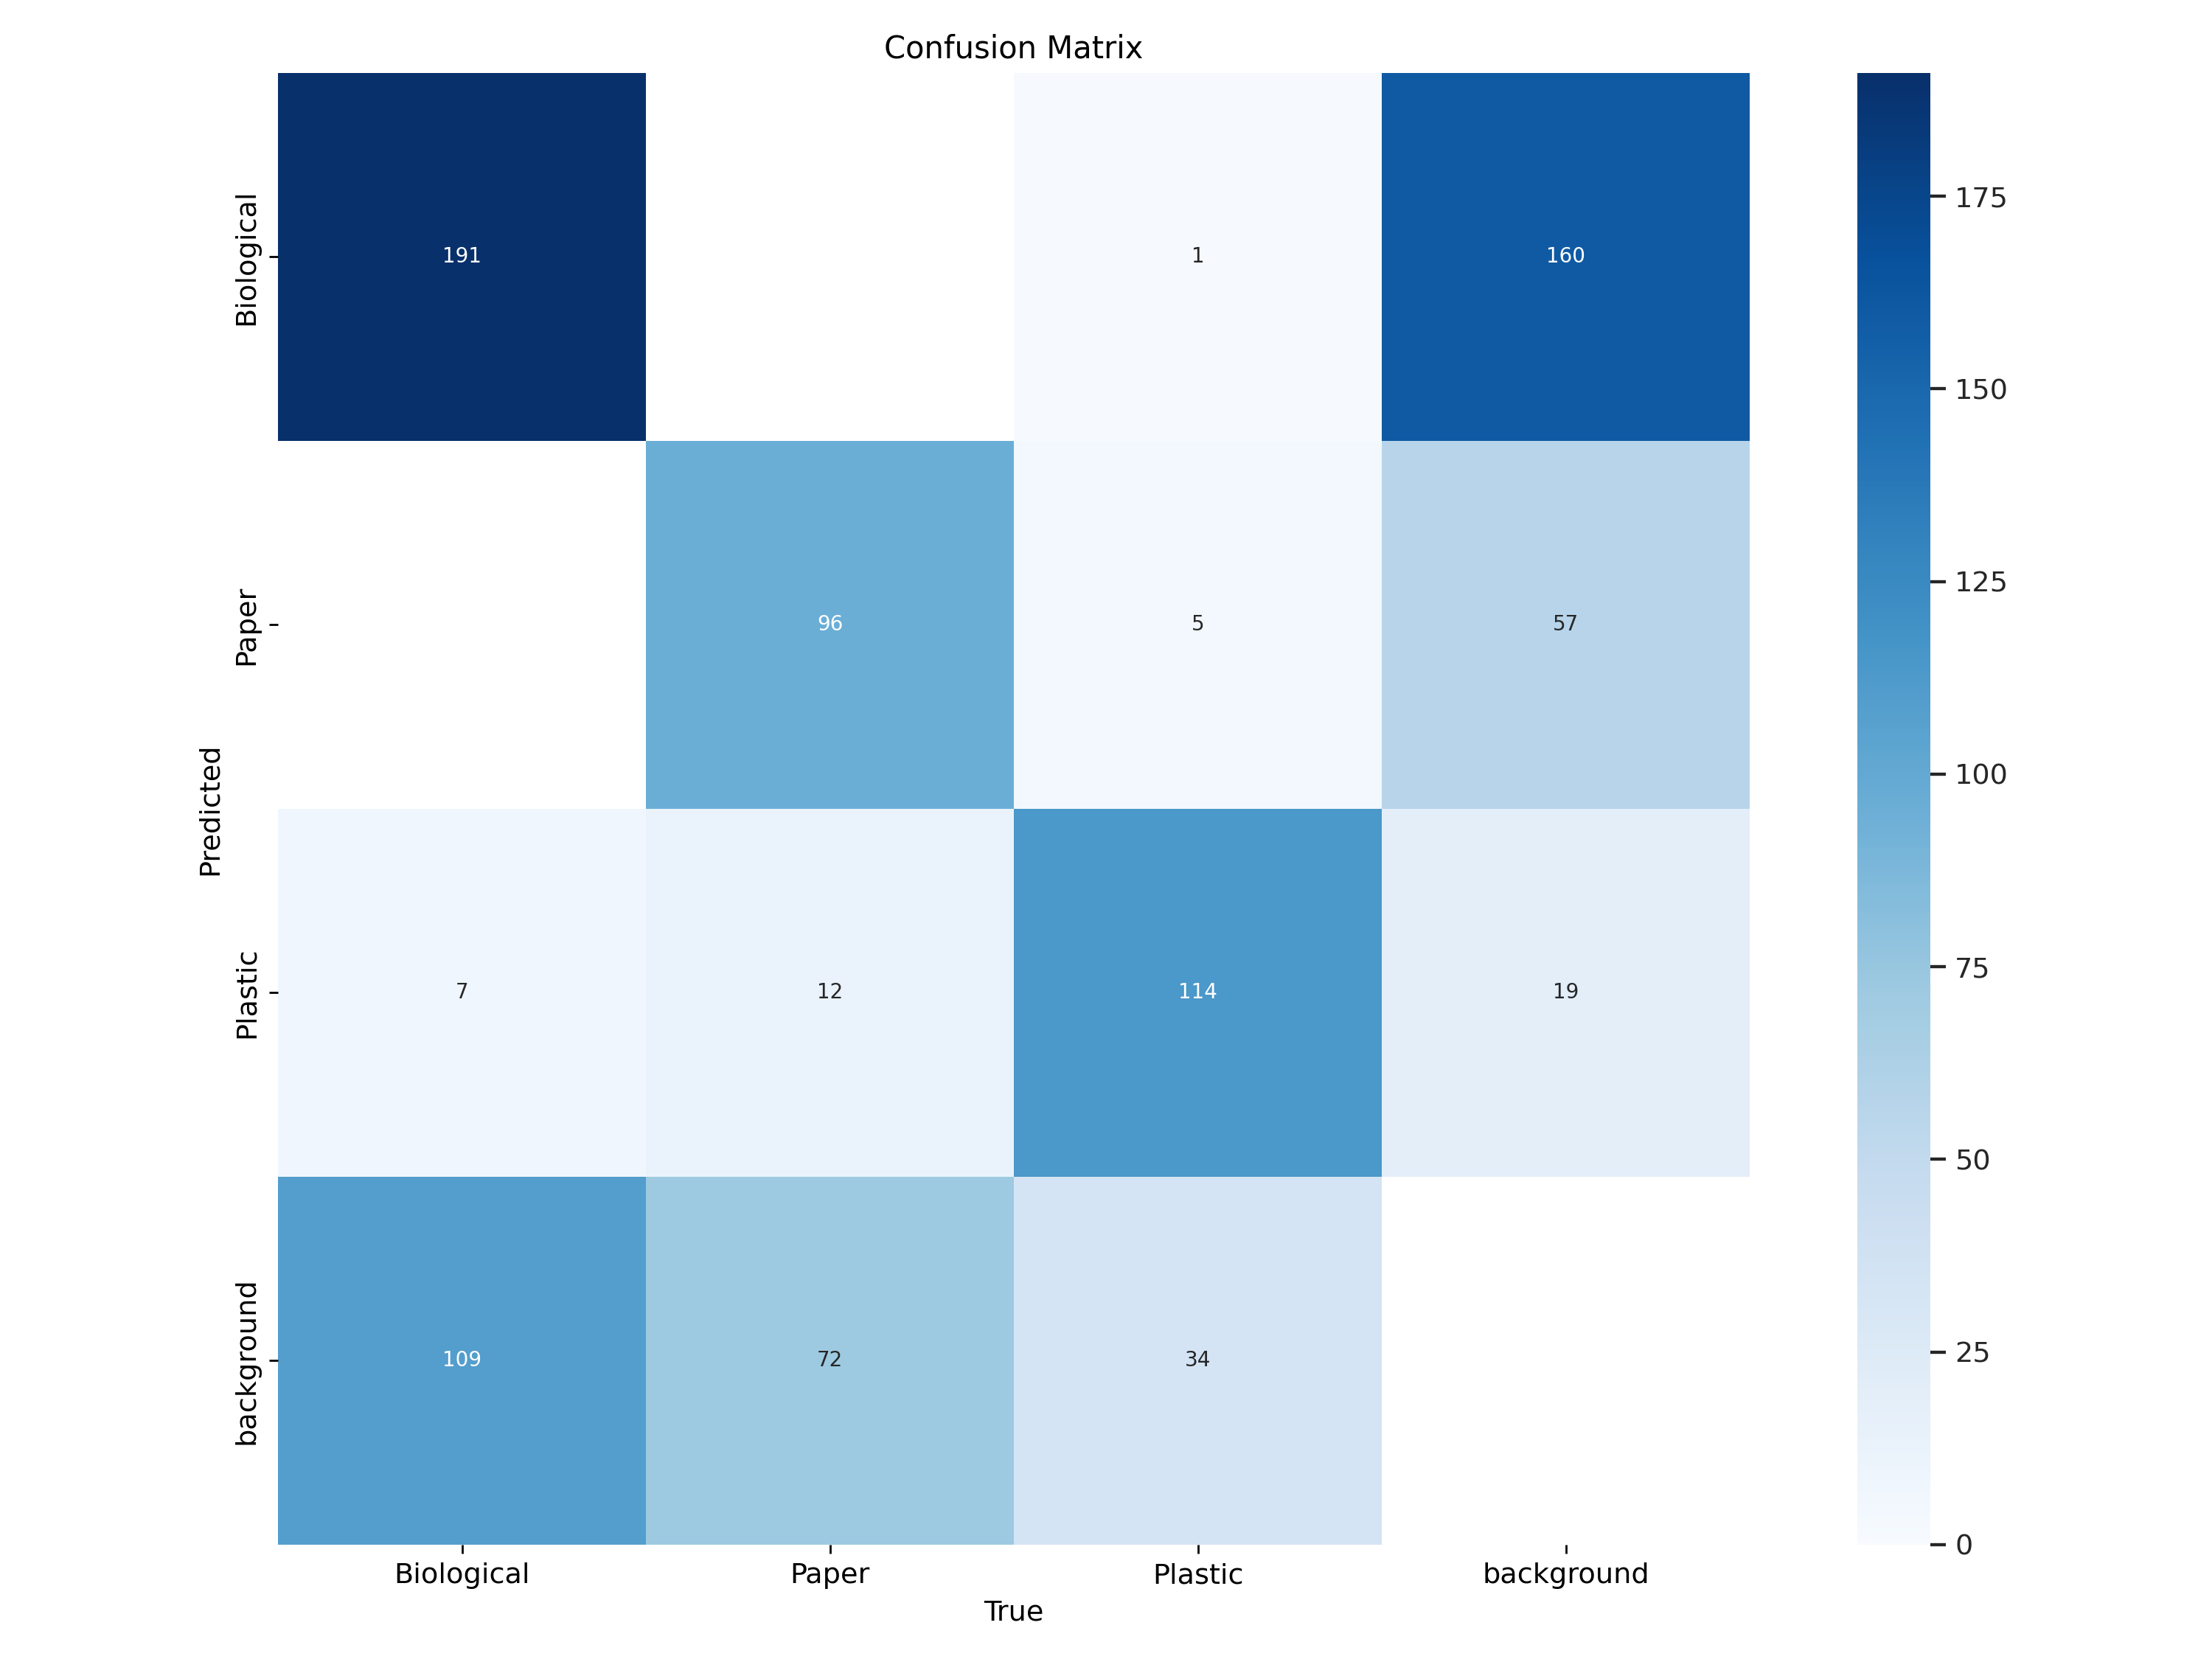 Confusion Matrix
Biological
191
1
160
175
150
Paper
96
5
57
125
100
Predicted
Plastic
7
12
114
19
75
50
background
109
72
34
25
0
Biological
Paper
Plastic
background
True